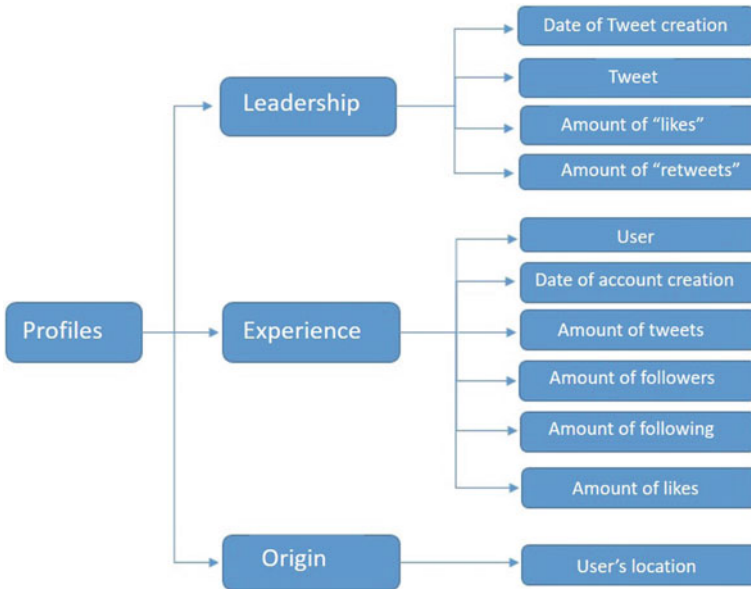 Profiles
Leadership
Date of Tweet creation
Tweet
Amount of “likes”
Amount of “retweets”
Experience
User
Date of account creation
Amount of tweets
Amount of followers
Amount of following
Amount of likes
Origin
User’s location